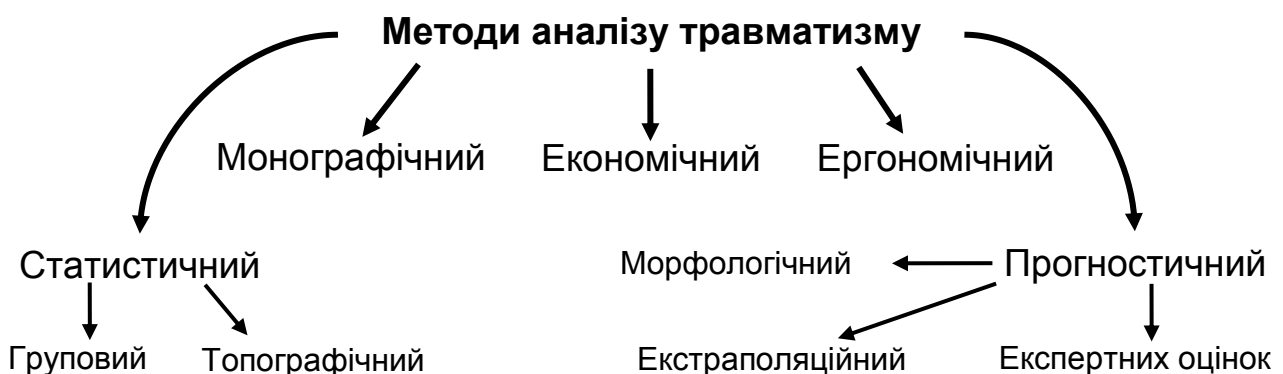 Методи аналізу травматизму
Монографічний Економічний Ергономічний
Статистичний Морфологічний Прогностичний
Груповий Топографічний Екстраполяційний Експертних оцінок